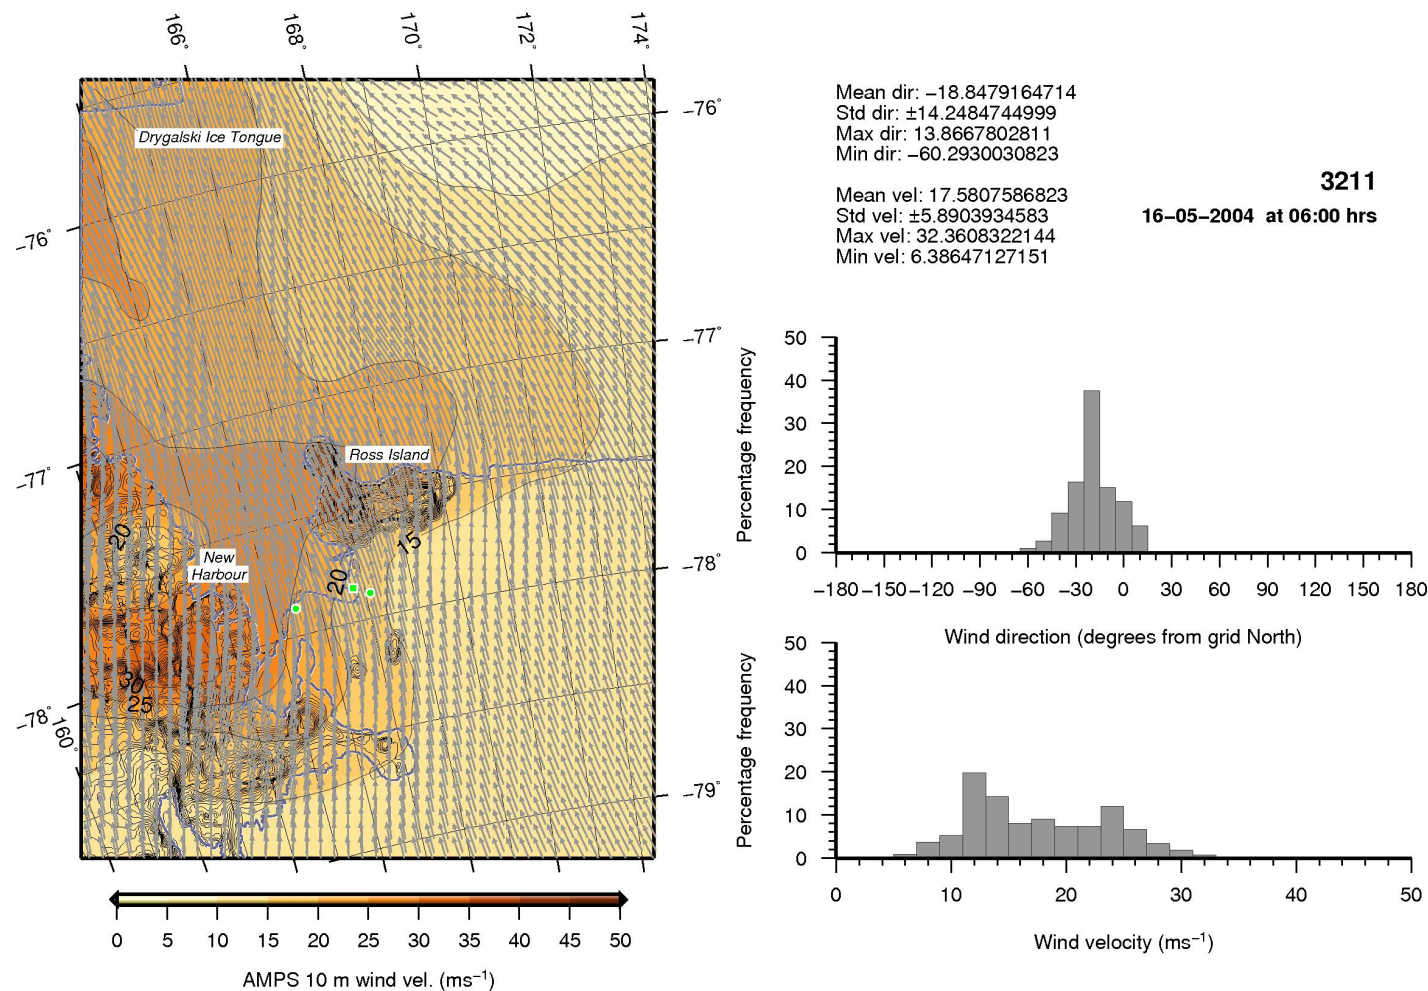 166°
168°
170°
172°
174°
−76°
−77°
−78°
−79°
−76°
−77°
−78°
160°
Drygalski Ice Tongue
Ross Island
New
Harbour
20
15
20
30
25
0 5 10 15 20 25 30 35 40 45 50
AMPS 10 m wind vel. (ms−1)
Mean dir: −18.8479164714
Std dir: ±14.2484744999
Max dir: 13.8667802811
Min dir: −60.2930030823
Mean vel: 17.5807586823
Std vel: ±5.8903934583
Max vel: 32.3608322144
Min vel: 6.38647127151
3211
16−05−2004 at 06:00 hrs
Percentage frequency
50
40
30
20
10
0
−180 −150 −120 −90 −60 −30 0 30 60 90 120 150 180
Wind direction (degrees from grid North)
Percentage frequency
50
40
30
20
10
0
0 10 20 30 40 50
Wind velocity (ms−1)